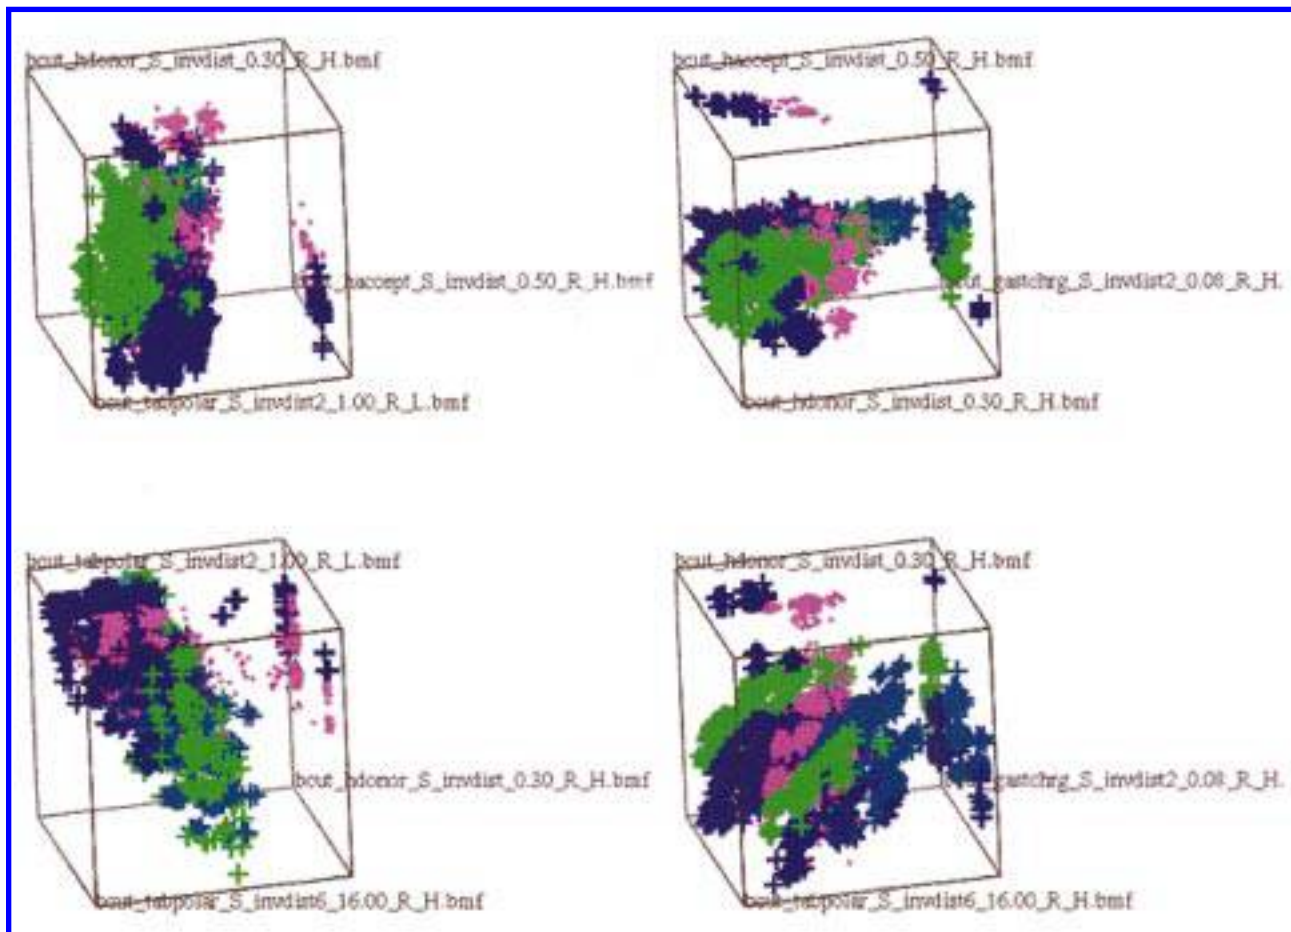 bcut_hdonor_S_invdist_0.30_R_H.bmf
bcut_haccept_S_invdist_0.50_R_H.bmf
bcut_tabpolar_S_invdist2_1.00_R_L.bmf
bcut_haccept_S_invdist_0.50_R_H.bmf
bcut_gastchrg_S_invdist2_0.08_R_H.
bcut_hdonor_S_invdist_0.30_R_H.bmf
bcut_tabpolar_S_invdist2_1.00_R_L.bmf
bcut_hdonor_S_invdist_0.30_R_H.bmf
bcut_tabpolar_S_invdist6_16.00_R_H.bmf
bcut_hdonor_S_invdist_0.30_R_H.bmf
bcut_gastchrg_S_invdist2_0.08_R_H.
bcut_tabpolar_S_invdist6_16.00_R_H.bmf